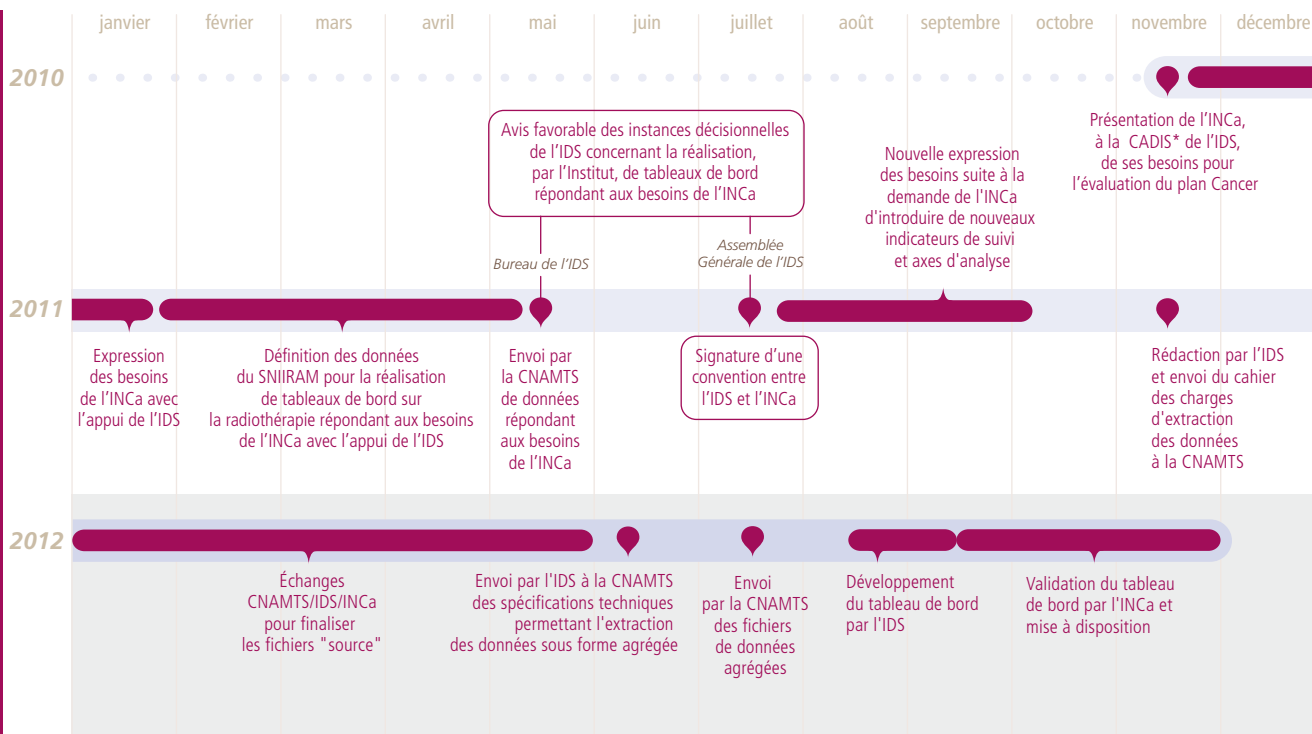 janvier février mars avril mai juin juillet août septembre octobre novembre décembre
2010
Présentation de l'INCa,
à la CADIS* de l'IDS,
de ses besoins pour
l'évaluation du plan Cancer
Avis favorable des instances décisionnelles
de l'IDS concernant la réalisation,
par l'Institut, de tableaux de bord
répondant aux besoins de l'INCa
Bureau de l'IDS
Assemblée
Générale de l'IDS
Nouvelle expression
des besoins suite à la
demande de l'INCa
d'introduire de nouveaux
indicateurs de suivi
et axes d'analyse
2011
Expression
des besoins
de l'INCa avec
l'appui de l'IDS
Définition des données
du SNIIRAM pour la réalisation
de tableaux de bord sur
la radiothérapie répondant aux besoins
de l'INCa avec l'appui de l'IDS
Envoi par
la CNAMTS
de données
répondant
aux besoins
de l'INCa
Signature d'une
convention entre
l'IDS et l'INCa
Rédaction par l'IDS
et envoi du cahier
des charges
d'extraction
des données
à la CNAMTS
2012
Échanges
CNAMTS/IDS/INCa
pour finaliser
les fichiers "source"
Envoi par l'IDS à la CNAMTS
des spécifications techniques
permettant l'extraction
des données sous forme agrégée
Envoi
par la CNAMTS
des fichiers
de données
agrégées
Développement
du tableau de bord
par l'IDS
Validation du tableau
de bord par l'INCa et
mise à disposition